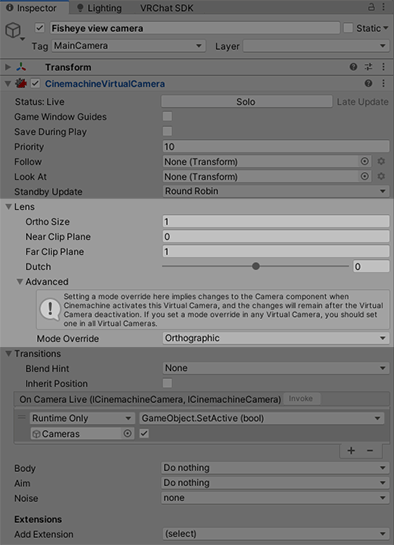 Inspector Lighting VRChat SDK
Fisheye view camera Static
Tag MainCamera Layer
Transform
CinemachineVirtualCamera
Status: Live Solo Late Update
Game Window Guides
Save During Play
Priority 10
Follow None (Transform)
Look At None (Transform)
Standby Update Round Robin
Lens
Ortho Size 1
Near Clip Plane 0
Far Clip Plane 1
Dutch 0
Advanced
Setting a mode override here implies changes to the Camera component when
Cinemachine activates this Virtual Camera, and the changes will remain after the Virtual
Camera deactivation. If you set a mode override in any Virtual Camera, you should set
one in all Virtual Cameras.
Mode Override Orthographic
Transitions
Blend Hint None
Inherit Position
On Camera Live (ICinemachineCamera, ICinemachineCamera) Invoke
Runtime Only GameObject.SetActive (bool)
Cameras
Body Do nothing
Aim Do nothing
Noise none
Extensions
Add Extension (select)